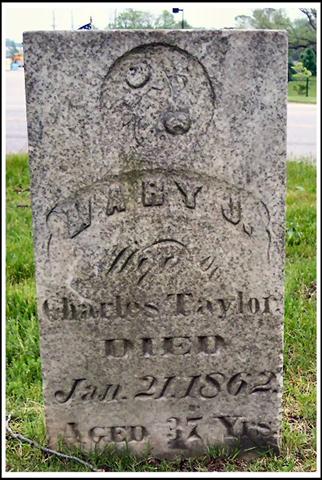 MARY J.
Wife of
Charles Taylor
DIED
Jan. 21, 1862.
AGED 37 Yrs.